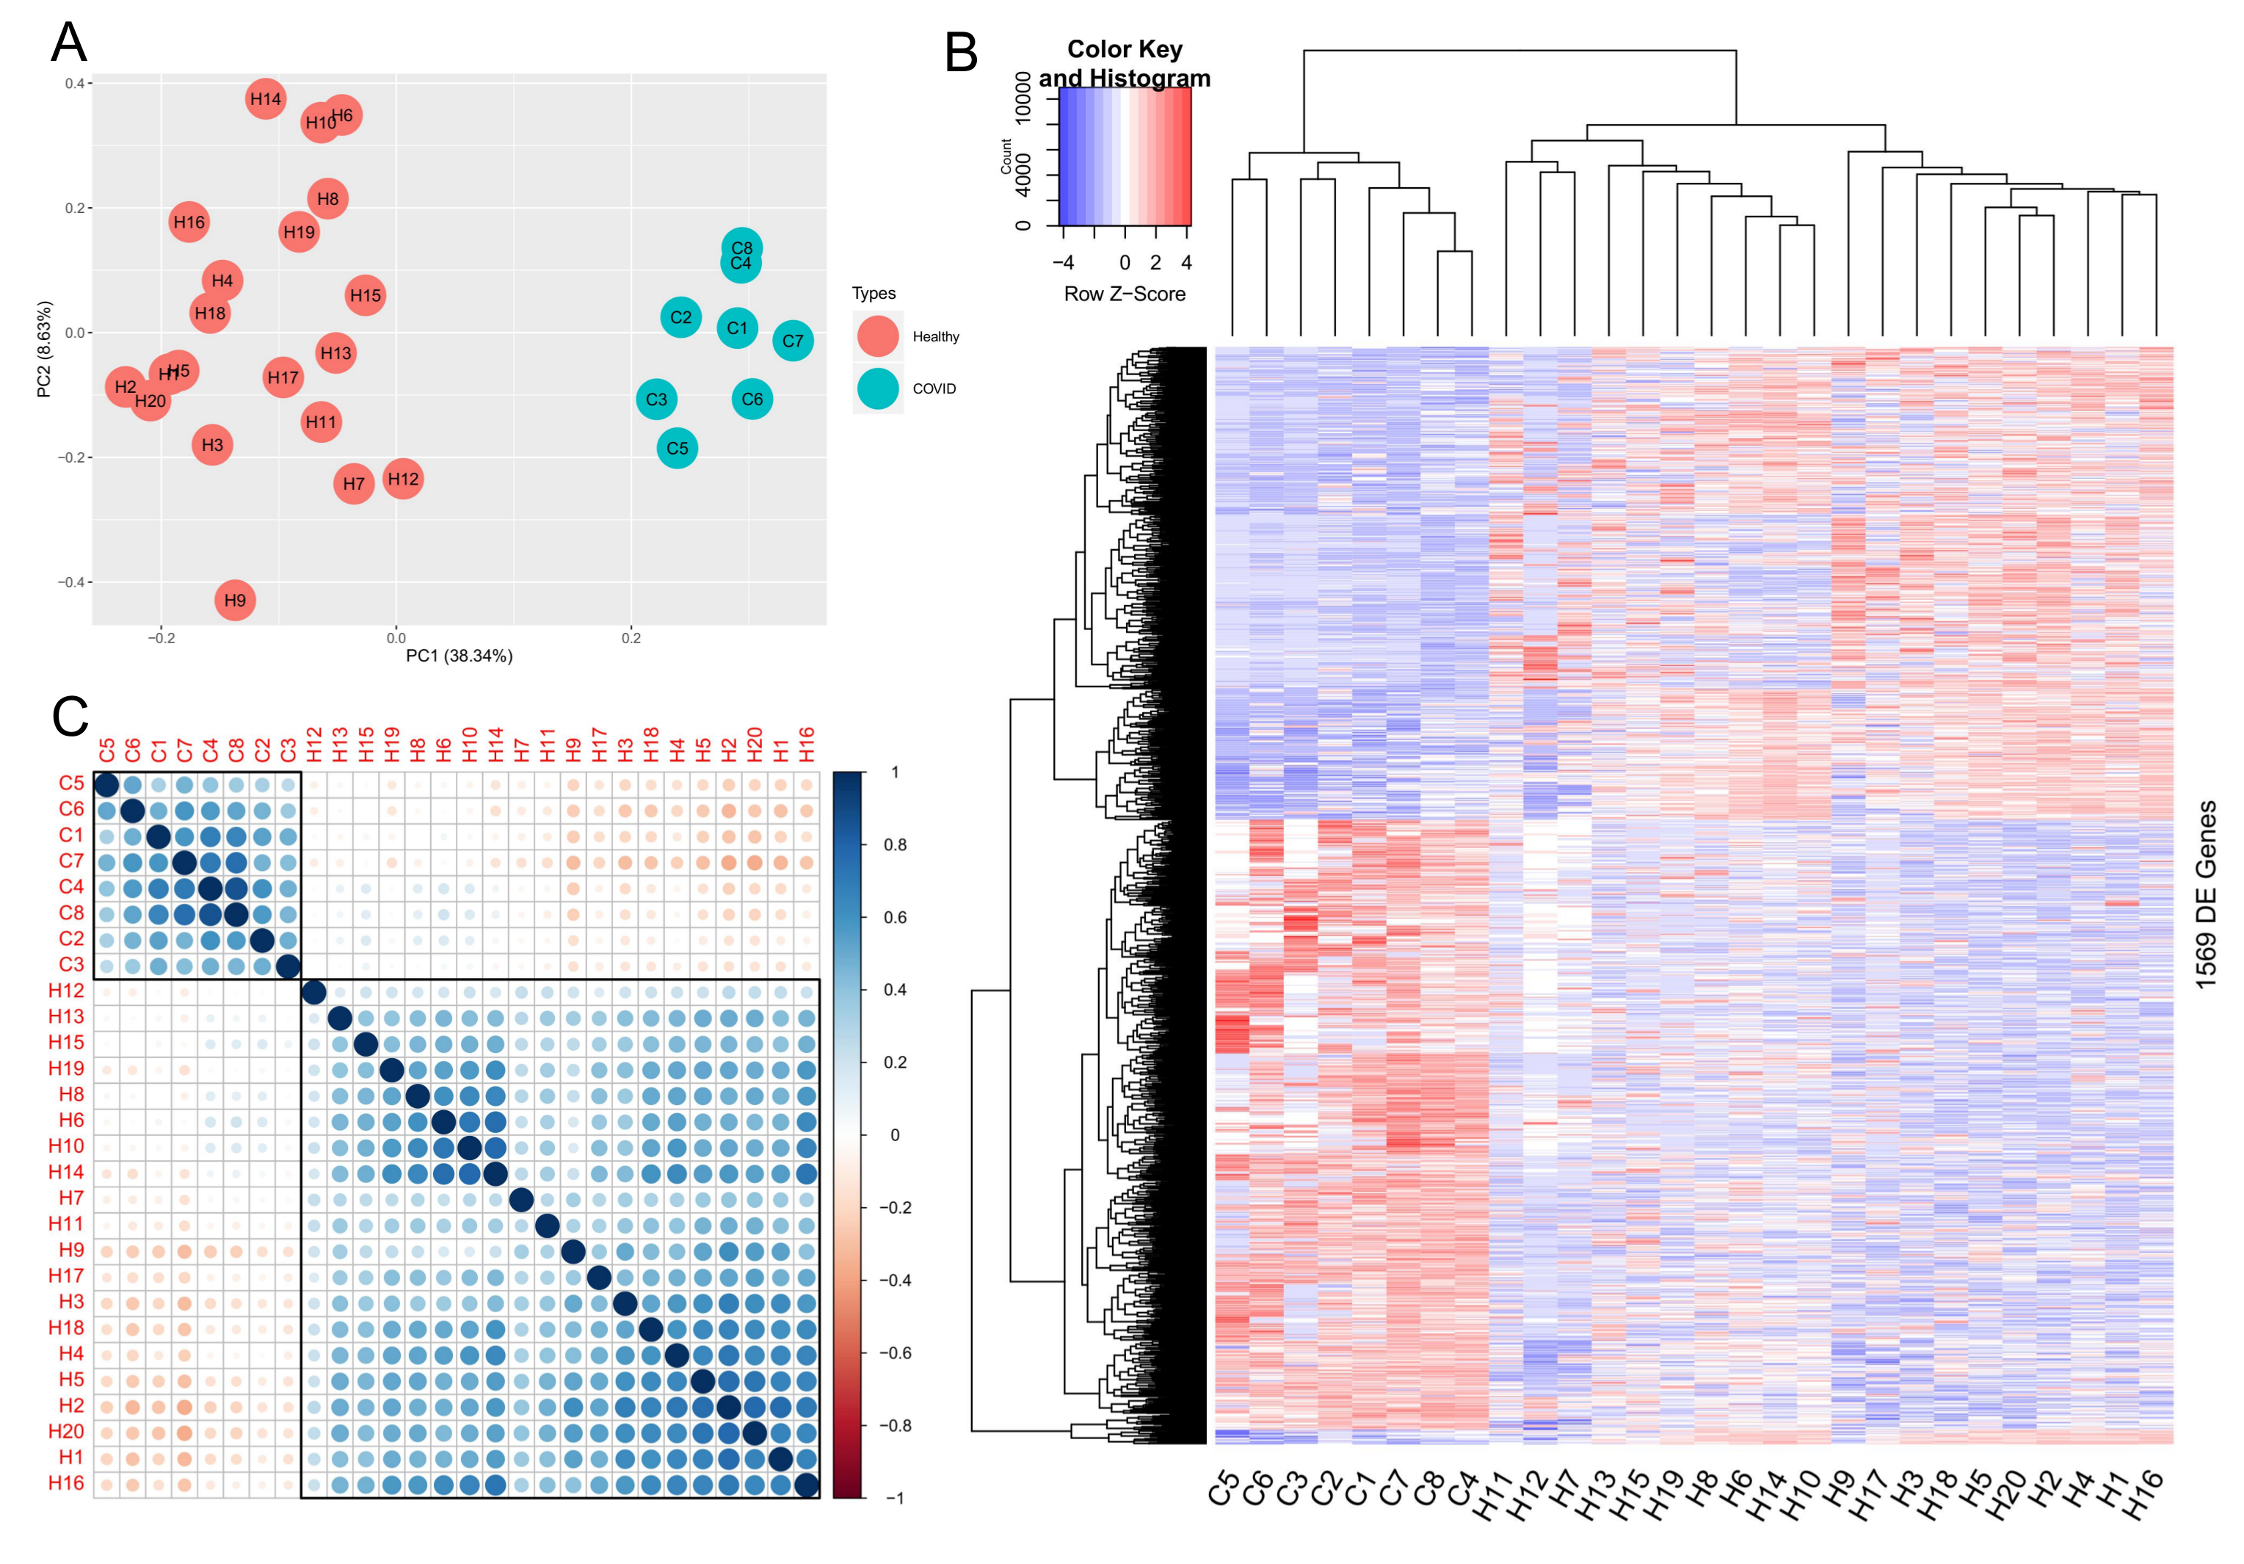 A
0.4
0.2
0.0
−0.2
−0.4
PC2 (8.63%)
H14
H10
H6
H8
H16
H19
H4
H15
H18
H13
H1
H5
H17
H2
H20
H11
H3
H7
H12
H9
C8
C4
C2
C1
C7
C3
C6
C5
−0.2
0.0
0.2
PC1 (38.34%)
Types
Healthy
COVID
B
Color Key
and Histogram
Count
0
4000
10000
−4
0
2
4
Row Z−Score
1569 DE Genes
C5 C6 C3 C2 C1 C7 C8 C4 H11 H12 H7 H13 H15 H19 H8 H6 H14 H10 H9 H17 H3 H18 H5 H20 H2 H4 H1 H16
C
C5 C6 C1 C7 C4 C8 C2 C3 H12 H13 H15 H19 H8 H6 H10 H14 H7 H11 H9 H17 H3 H18 H4 H5 H2 H20 H1 H16
C5
C6
C1
C7
C4
C8
C2
C3
H12
H13
H15
H19
H8
H6
H10
H14
H7
H11
H9
H17
H3
H18
H4
H5
H2
H20
H1
H16
1
0.8
0.6
0.4
0.2
0
−0.2
−0.4
−0.6
−0.8
−1